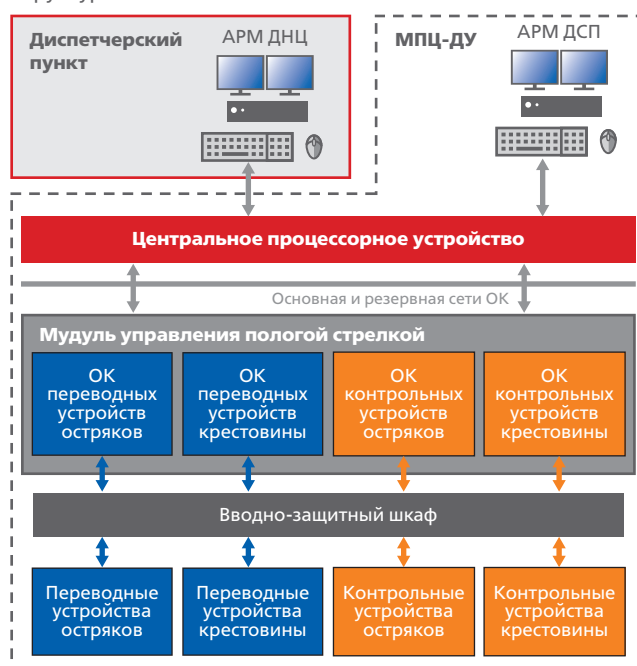 Диспетчерский
пункт
АРМ ДНЦ
МПЦ-ДУ
АРМ ДСП
Центральное процессорное устройство
Основная и резервная сети ОК
Мудуль управления пологой стрелкой
ОК
переводных
устройств
остряков
ОК
переводных
устройств
крестовины
ОК
контрольных
устройств
остряков
ОК
контрольных
устройств
крестовины
Вводно-защитный шкаф
Переводные
устройства
остряков
Переводные
устройства
крестовины
Контрольные
устройства
остряков
Контрольные
устройства
крестовины